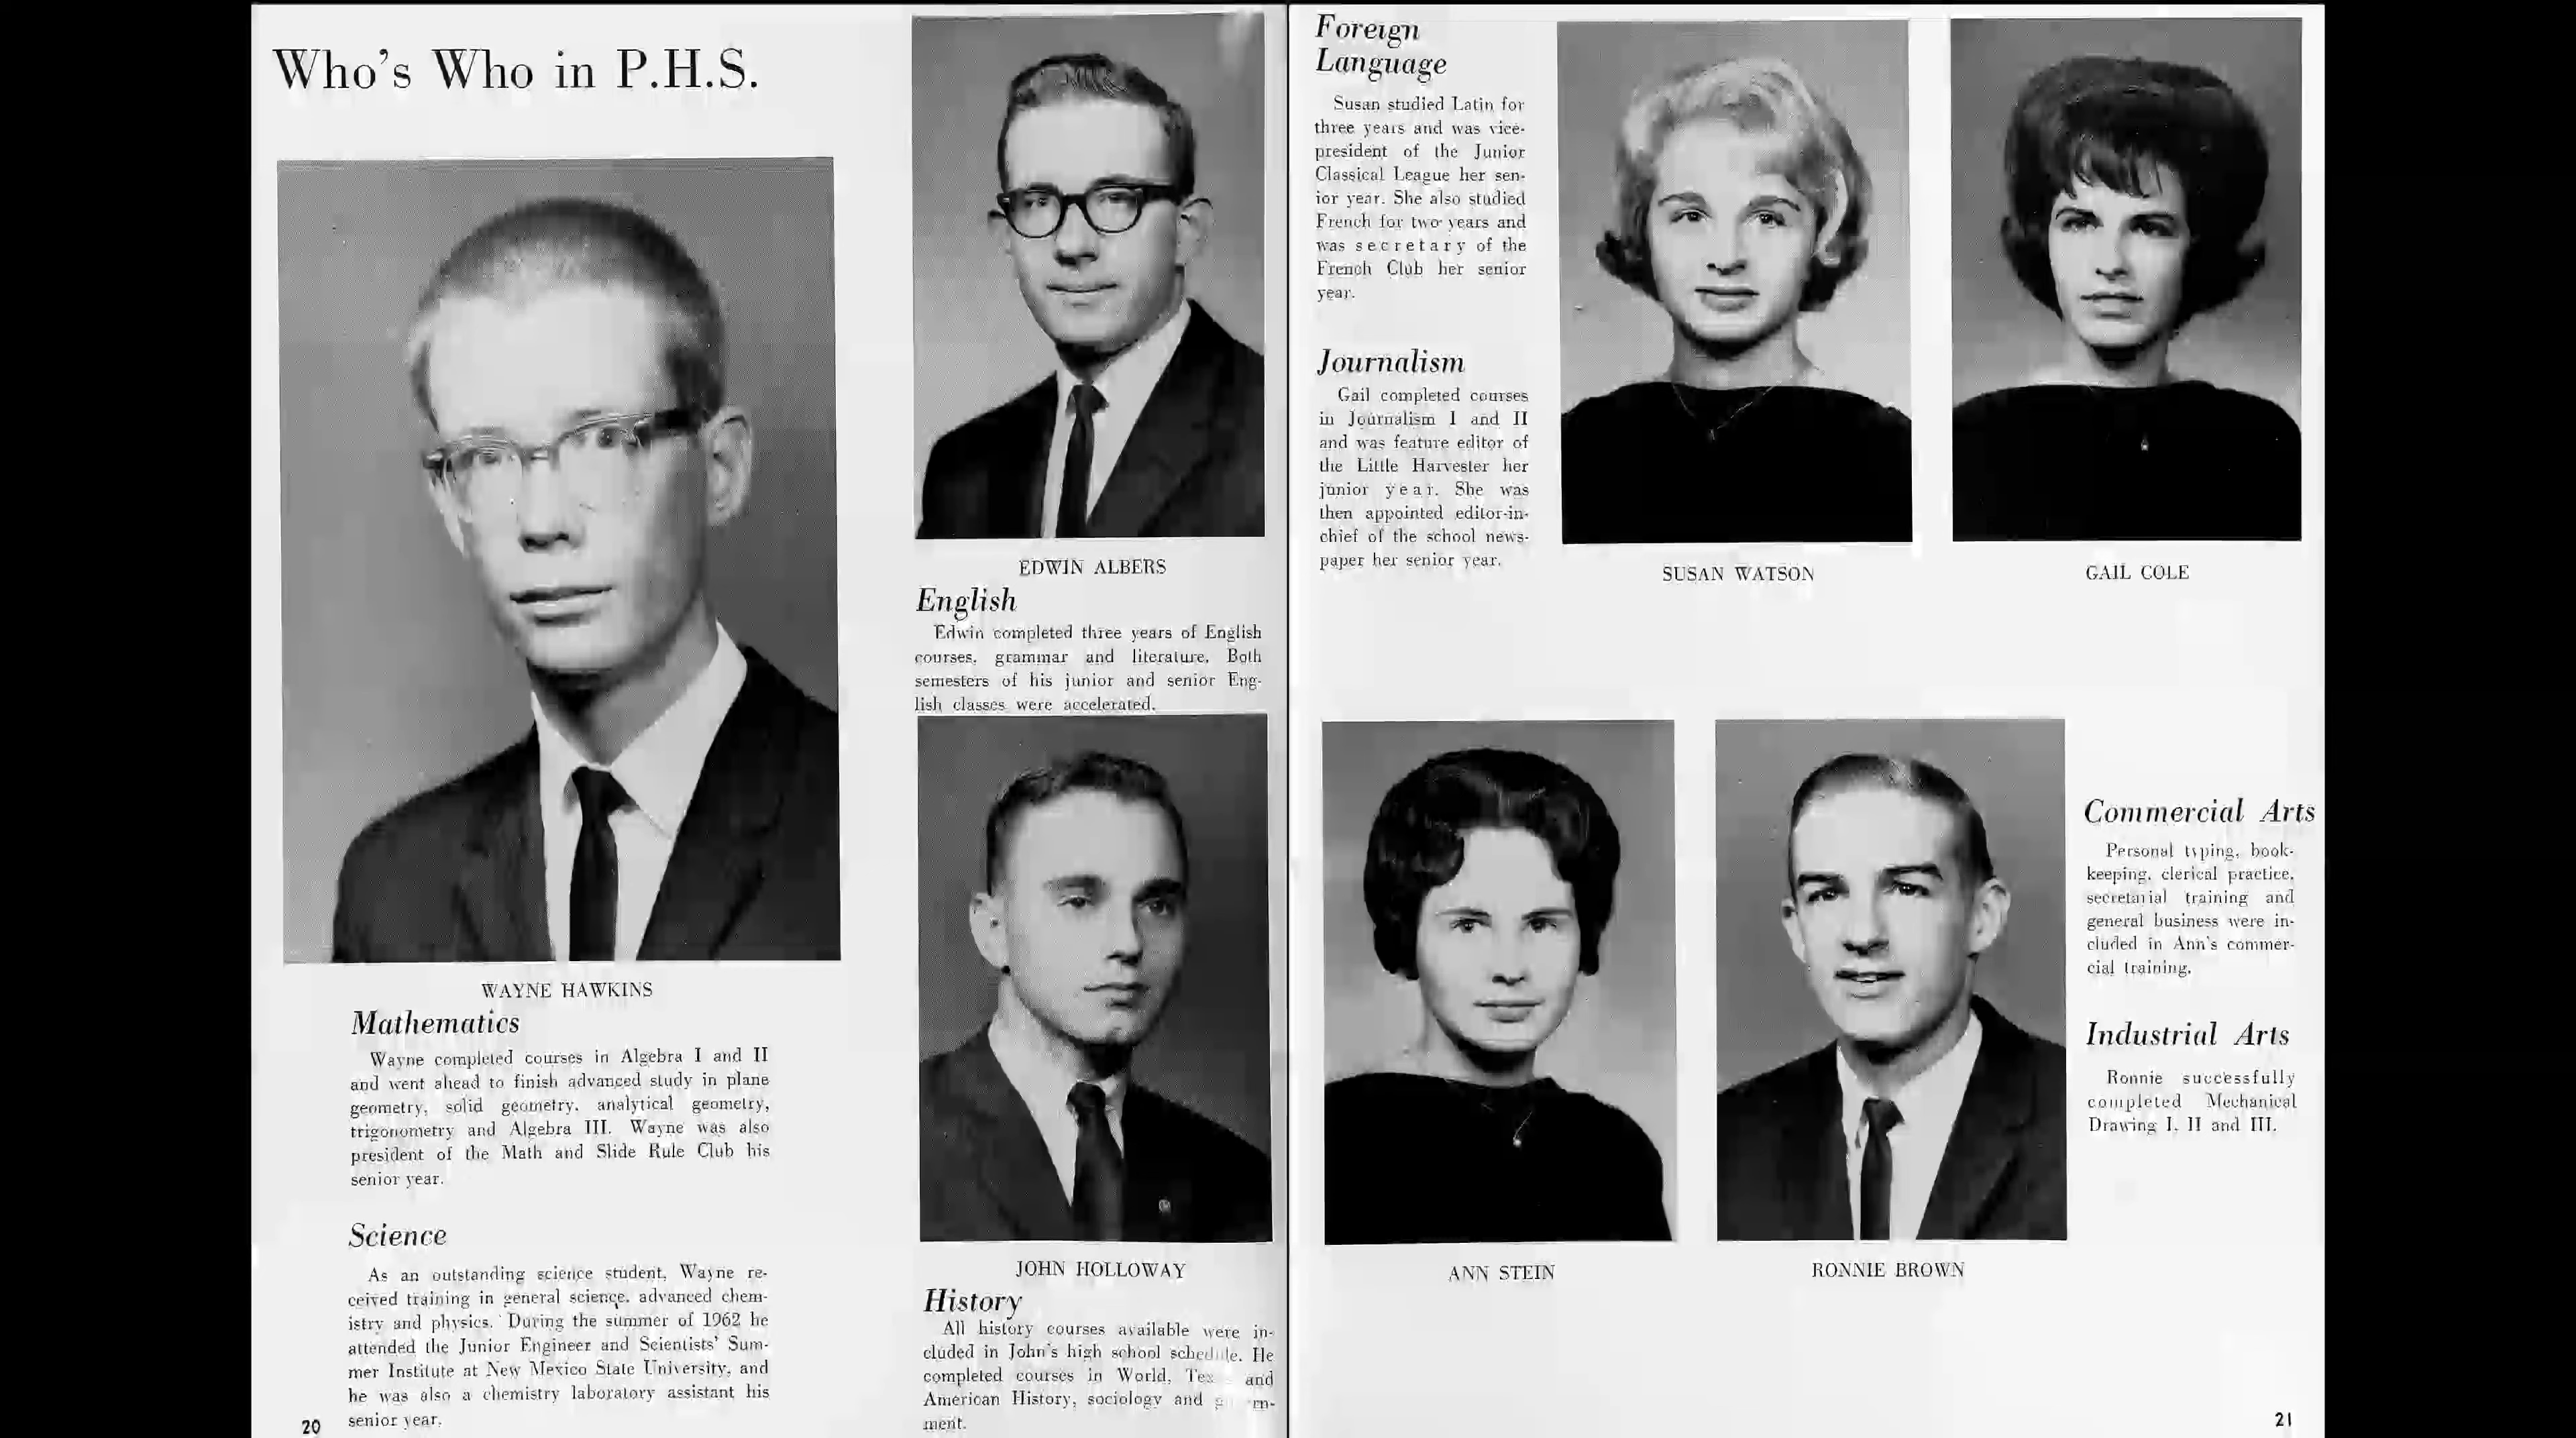 Who's Who in P.H.S.
WAYNE HAWKINS
Mathematics
Wayne completed courses in Algebra I and II
and went ahead to finish advanced study in plane
geometry, solid geometry, analytical geometry,
trigonometry and Algebra III. Wayne was also
president of the Math and Slide Rule Club his
senior year.
Science
As an outstanding science student, Wayne re-
ceived training in general science, advanced chem-
istry and physics. During the summer of 1962 he
attended the Junior Engineer and Scientists' Sum-
mer Institute at New Mexico State University, and
he was also a chemistry laboratory assistant his
senior year.
20
EDWIN ALBERS
English
Edwin completed three years of English
courses, grammar and literature. Both
semesters of his junior and senior Eng-
lish classes were accelerated.
JOHN HOLLOWAY
History
All history courses available were in-
cluded in John's high school schedule. He
completed courses in World, and
American History, sociology and
ment.
Foreign
Language
Susan studied Latin for
three years and was vice-
president of the Junior
Classical League her sen-
ior year. She also studied
French for two years and
was secretary of the
French Club her senior
year.
Journalism
Gail completed courses
in Journalism I and II
and was feature editor of
the Little Harvester her
junior year. She was
then appointed editor-in-
chief of the school news-
paper her senior year.
SUSAN WATSON
GAIL COLE
ANN STEIN
RONNIE BROWN
Commercial Arts
Personal typing, book-
keeping, clerical practice,
secretarial training and
general business were in-
cluded in Ann's commer-
cial training.
Industrial Arts
Ronnie successfully
completed Mechanical
Drawing I, II and III.
21